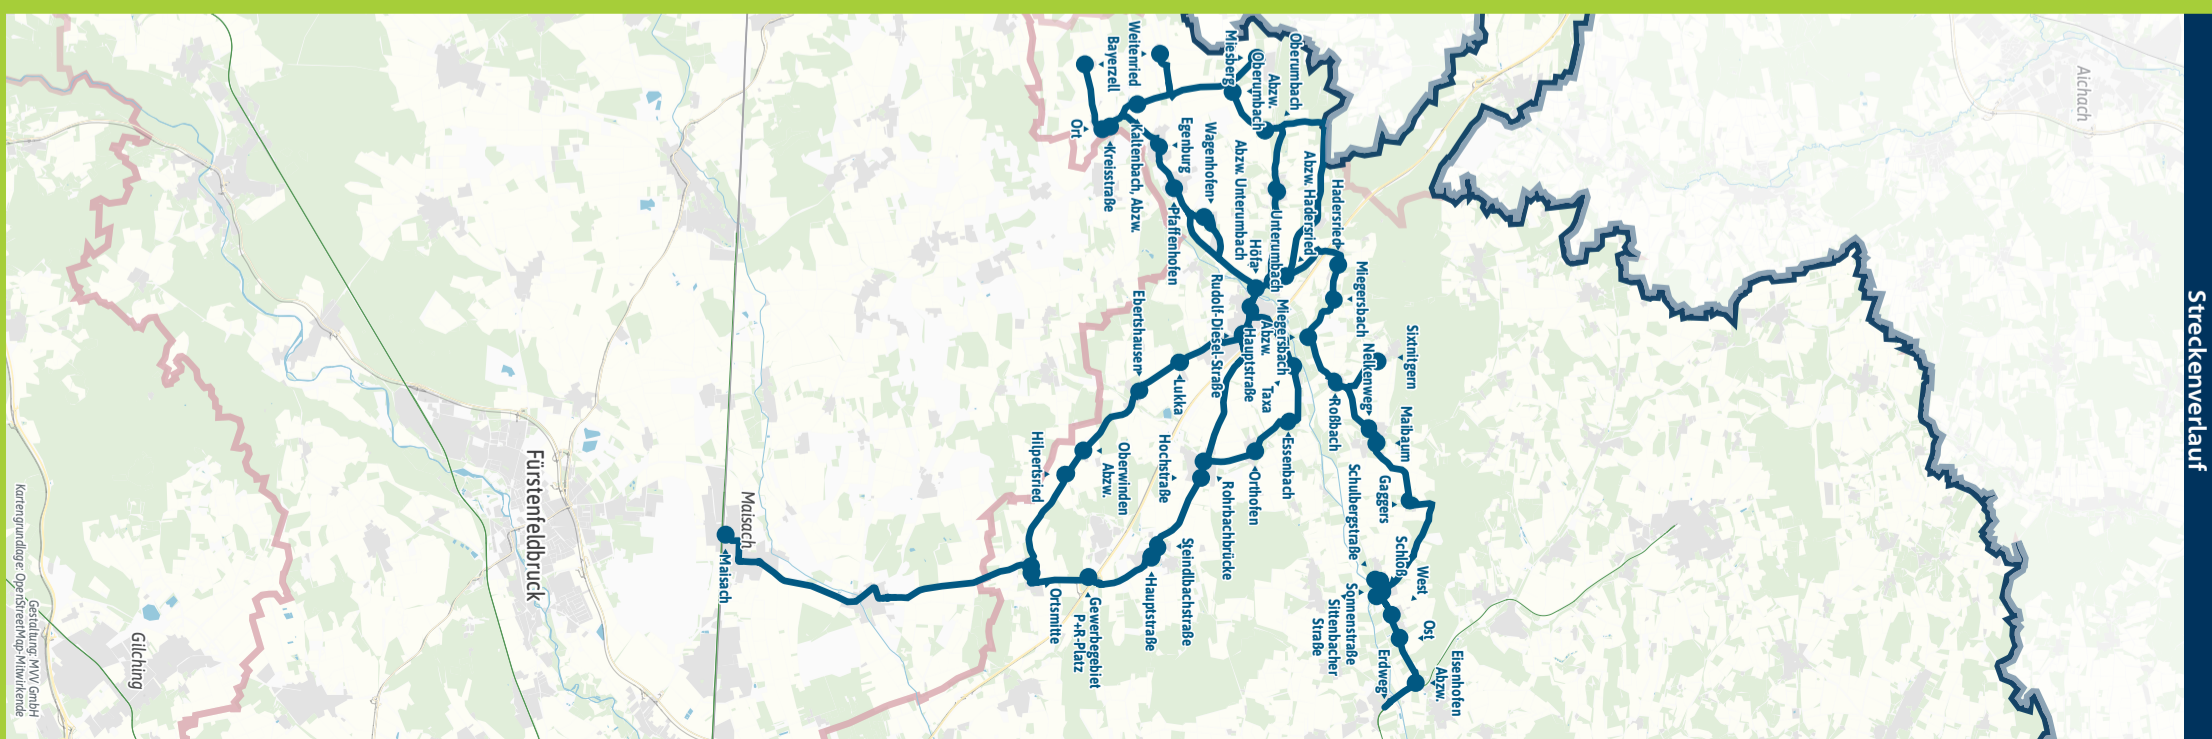 Streckenverlauf
Aichach
Oberumbach
Abzw.
Oberumbach
Miesberg
Weitenried
Bayerzell
Ort
Kreisstraße
Kaltenbach, Abzw.
Egenburg
Pfaffenhofen
Wagenhofen
Abzw. Unterumbach
Höfa
Unterumbach
Abzw. Hadersried
Hadersried
Miegersbach
Miegersbach
Abzw.
Hauptstraße
Rudolf-Diesel-Straße
Taxa
Sixtnitgern
Nelkenweg
Roßbach
Maibaum
Gaggers
Schulbergstraße
Schloß
West
Ost
Sonnenstraße
Sittenbacher
Straße
Erdweg
Eisenhofen
Abzw.
Essenbach
Orthofen
Rohrbachbrücke
Hochstraße
Steindlbachstraße
Hauptstraße
Gewerbegebiet
P+R-Platz
Ortsmitte
Ebertshausen
Lukka
Oberwinden
Abzw.
Hilpertsried
Maisach
Maisach
Fürstenfeldbruck
Gilching
Gestaltung: MVV GmbH
Kartengrundlage: OpenStreetMap-Mitwirkende